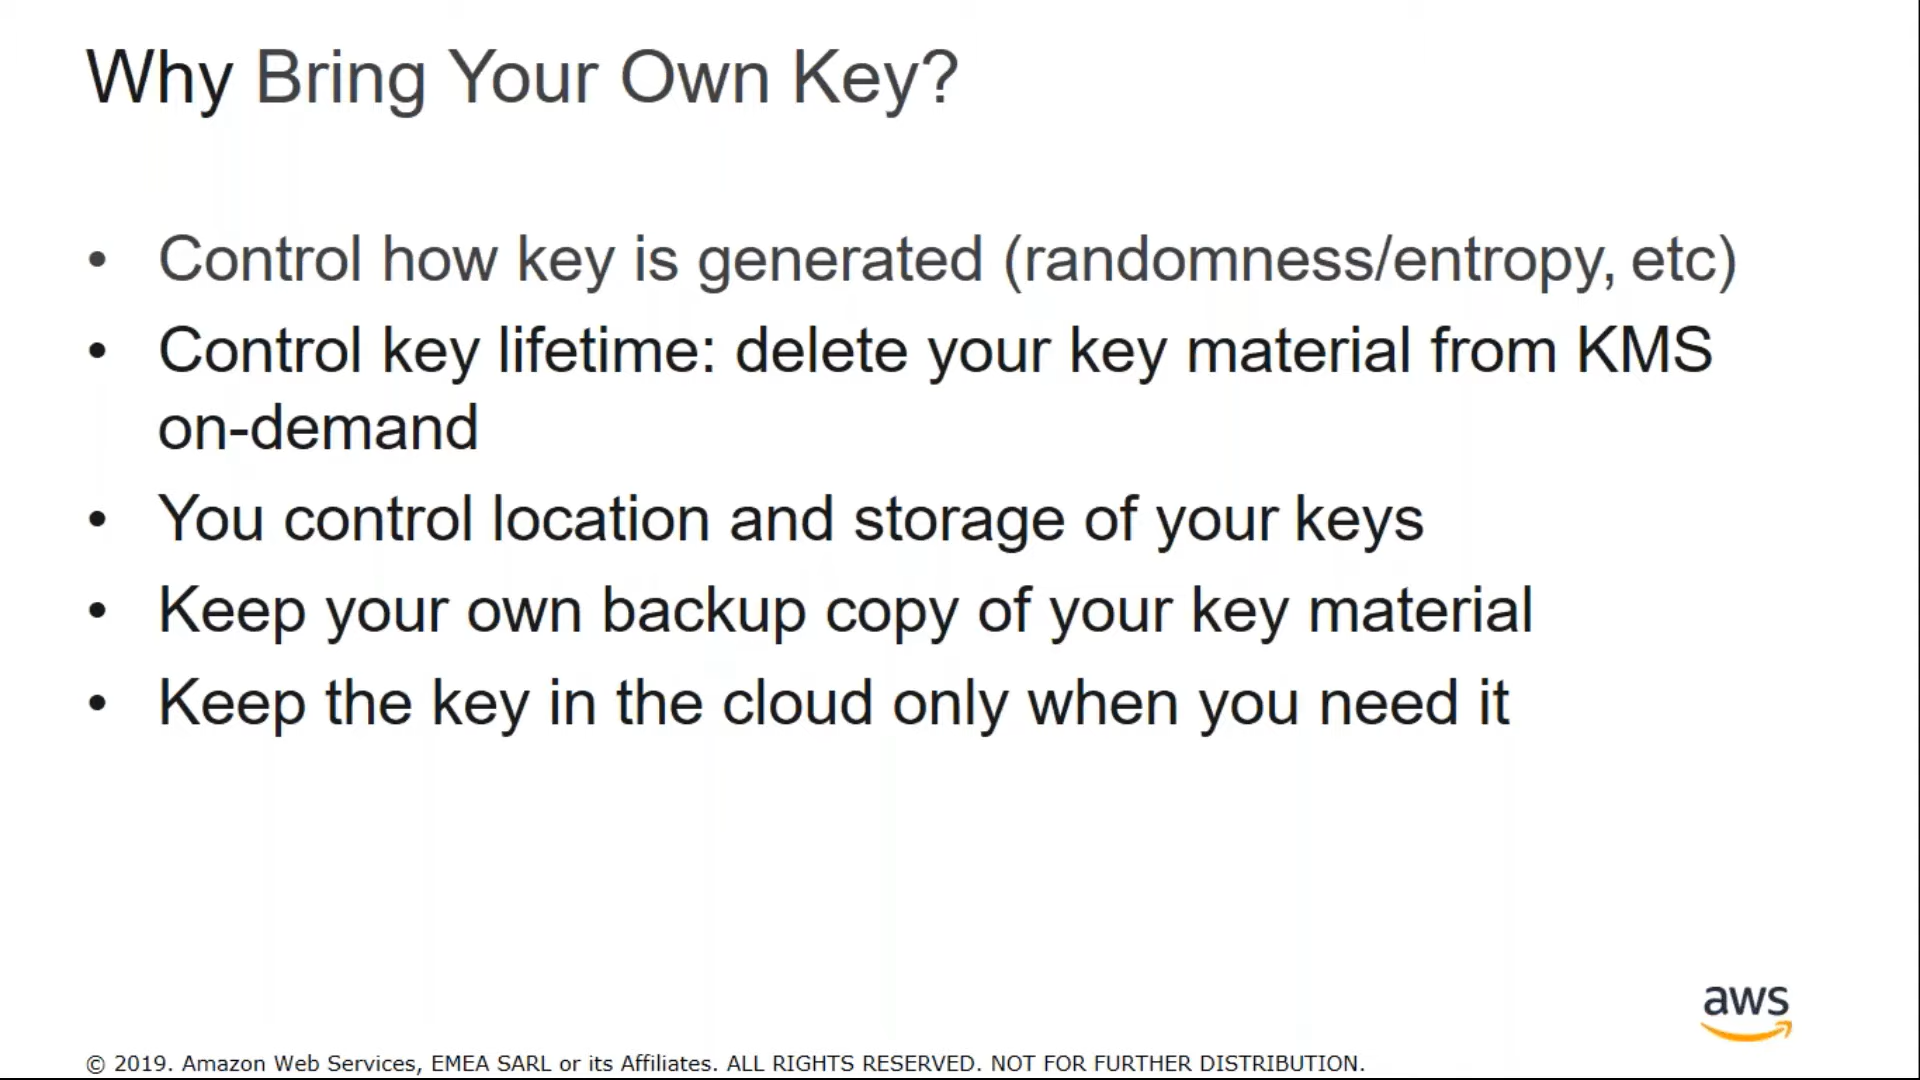 Why Bring Your Own Key?
• Control how key is generated (randomness/entropy, etc)
• Control key lifetime: delete your key material from KMS
on-demand
• You control location and storage of your keys
• Keep your own backup copy of your key material
• Keep the key in the cloud only when you need it
aws
© 2019. Amazon Web Services, EMEA SARL or its Affiliates. ALL RIGHTS RESERVED. NOT FOR FURTHER DISTRIBUTION.